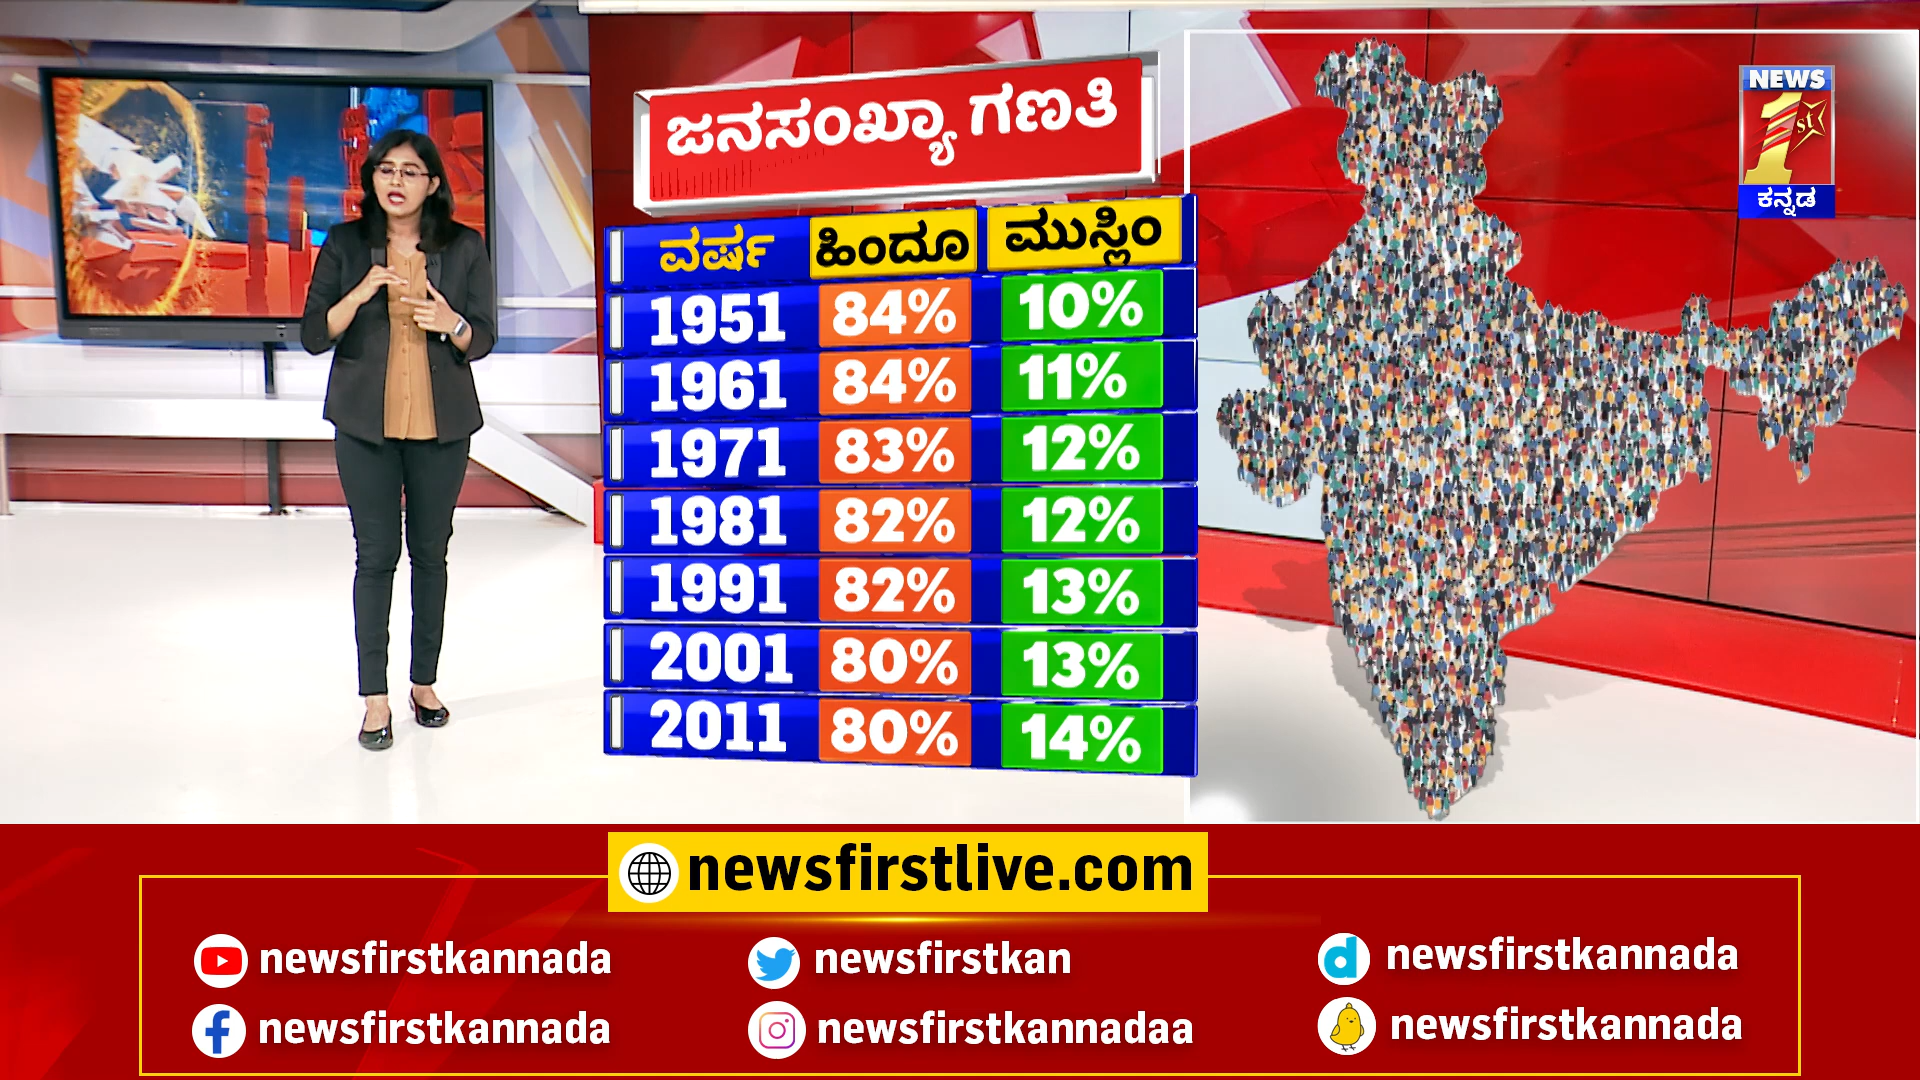 ಜನಸಂಖ್ಯಾ ಗಣತಿ
NEWS
1st
ಕನ್ನಡ
ವರ್ಷ ಹಿಂದೂ ಮುಸ್ಲಿಂ
1951 84% 10%
1961 84% 11%
1971 83% 12%
1981 82% 12%
1991 82% 13%
2001 80% 13%
2011 80% 14%
newsfirstlive.com
newsfirstkannada newsfirstkan newsfirstkannada
newsfirstkannada newsfirstkannadaa newsfirstkannada